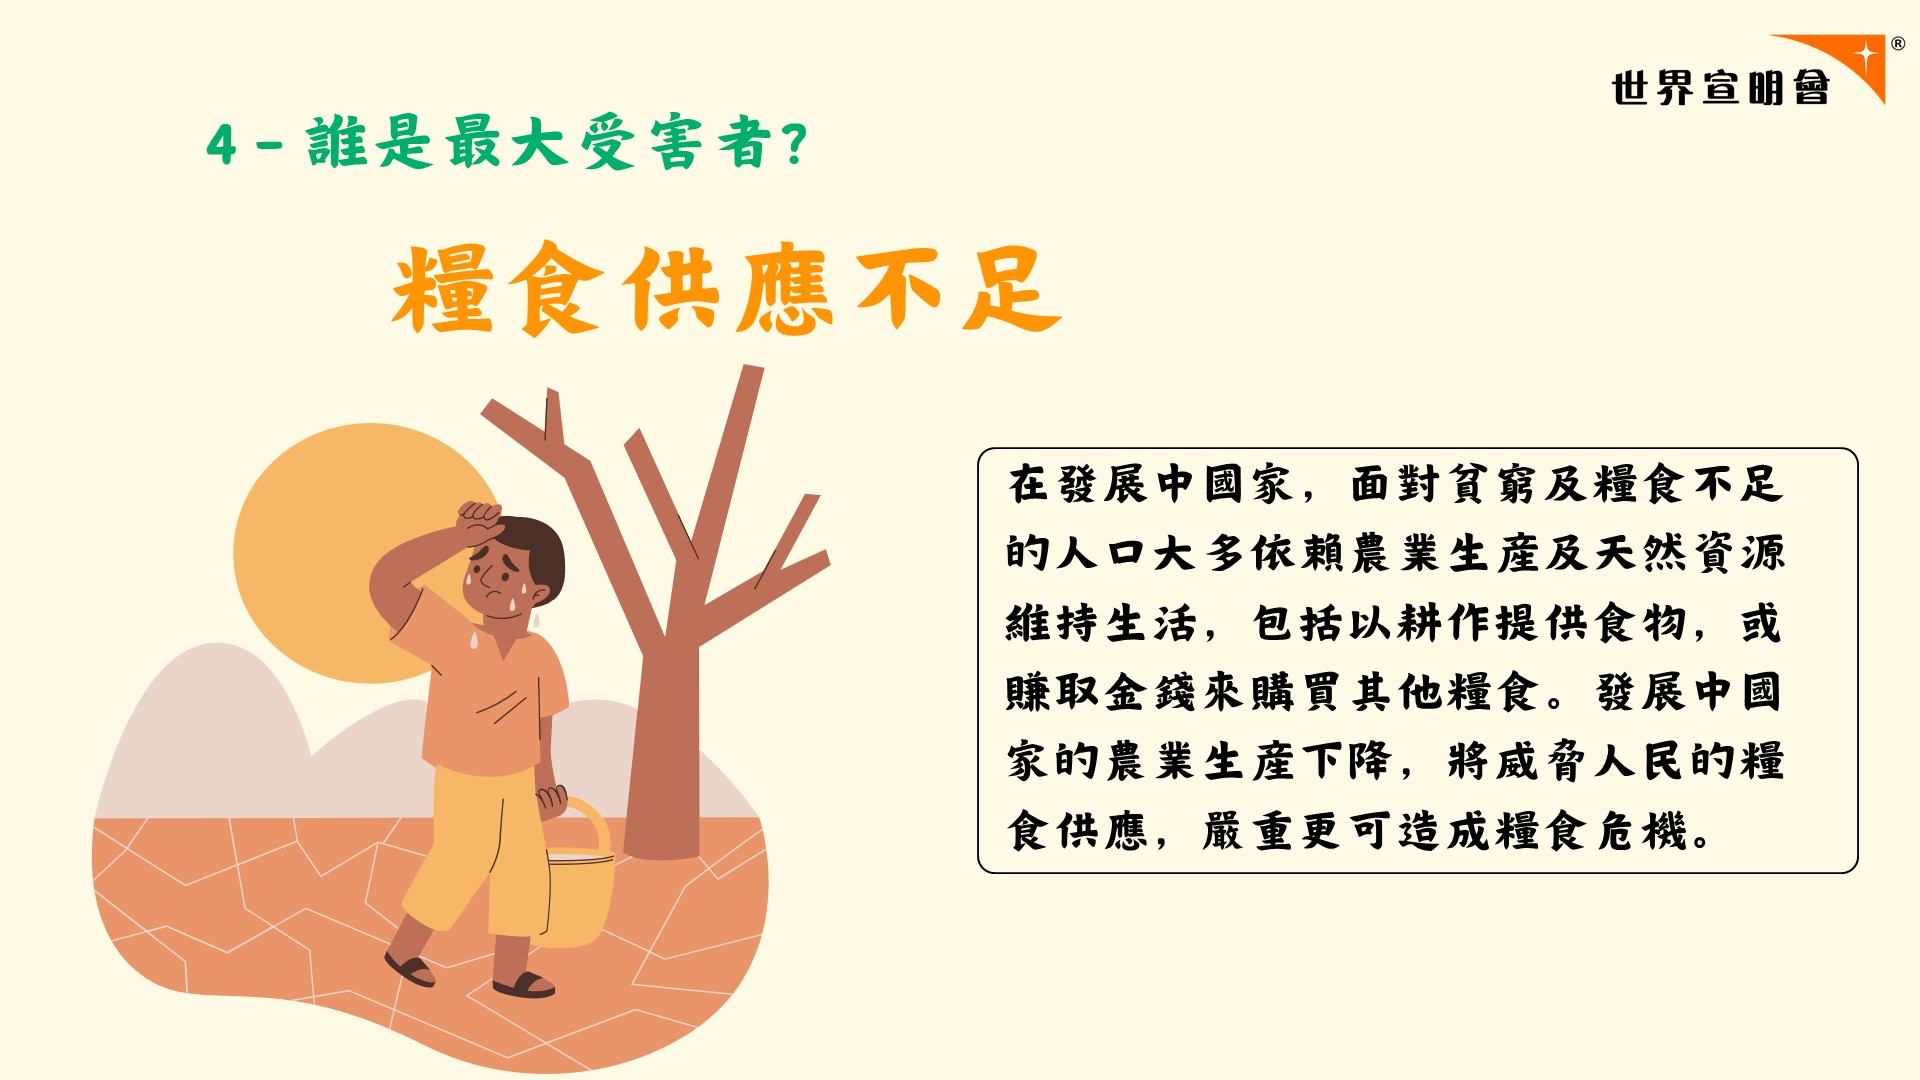 世界宣明會®
4 - 誰是最大受害者?
糧食供應不足
在發展中國家，面對貧窮及糧食不足
的人口大多依賴農業生產及天然資源
維持生活，包括以耕作提供食物，或
賺取金錢來購買其他糧食。發展中國
家的農業生產下降，將威脅人民的糧
食供應，嚴重更可造成糧食危機。